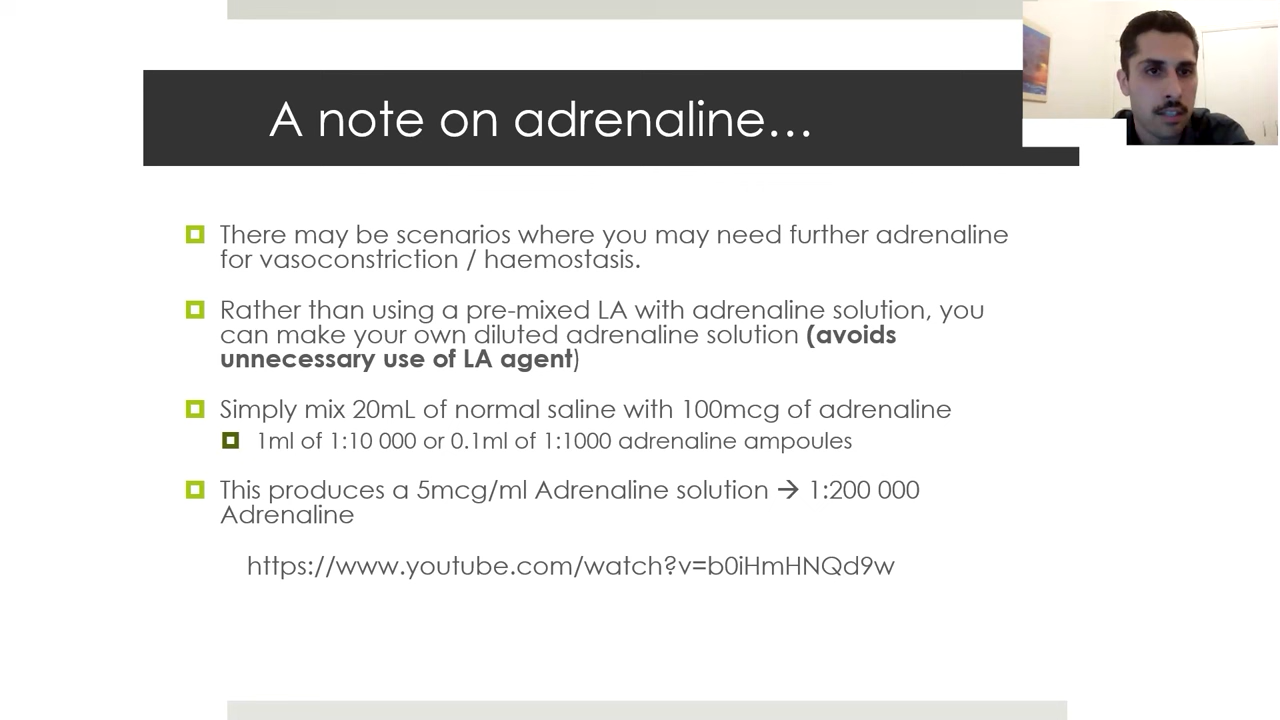 A note on adrenaline...
There may be scenarios where you may need further adrenaline
for vasoconstriction / haemostasis.
Rather than using a pre-mixed LA with adrenaline solution, you
can make your own diluted adrenaline solution (avoids
unnecessary use of LA agent)
Simply mix 20mL of normal saline with 100mcg of adrenaline
1ml of 1:10 000 or 0.1ml of 1:1000 adrenaline ampoules
This produces a 5mcg/ml Adrenaline solution → 1:200 000
Adrenaline
https://www.youtube.com/watch?v=b0iHmHNQd9w